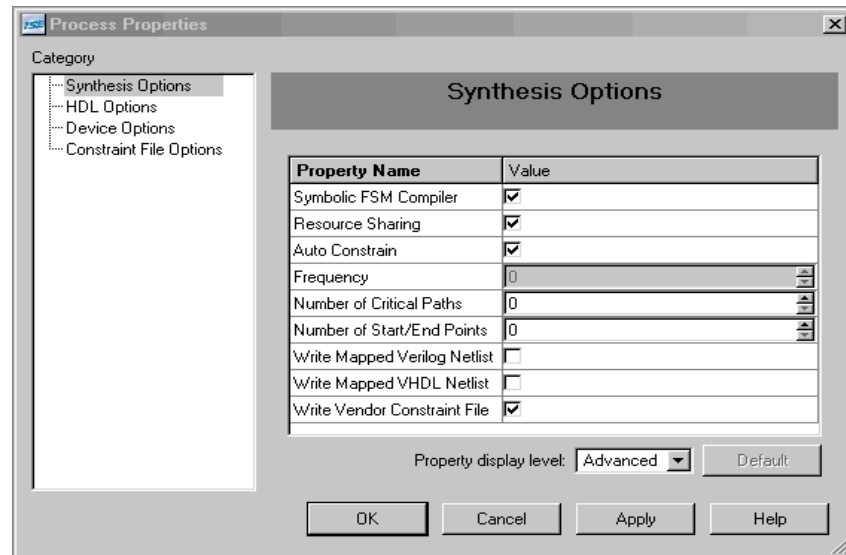 ISE Process Properties
Category
Synthesis Options
HDL Options
Device Options
Constraint File Options
Synthesis Options
Property Name Value
Symbolic FSM Compiler
Resource Sharing
Auto Constrain
Frequency 0
Number of Critical Paths 0
Number of Start/End Points 0
Write Mapped Verilog Netlist
Write Mapped VHDL Netlist
Write Vendor Constraint File
Property display level: Advanced Default
OK Cancel Apply Help